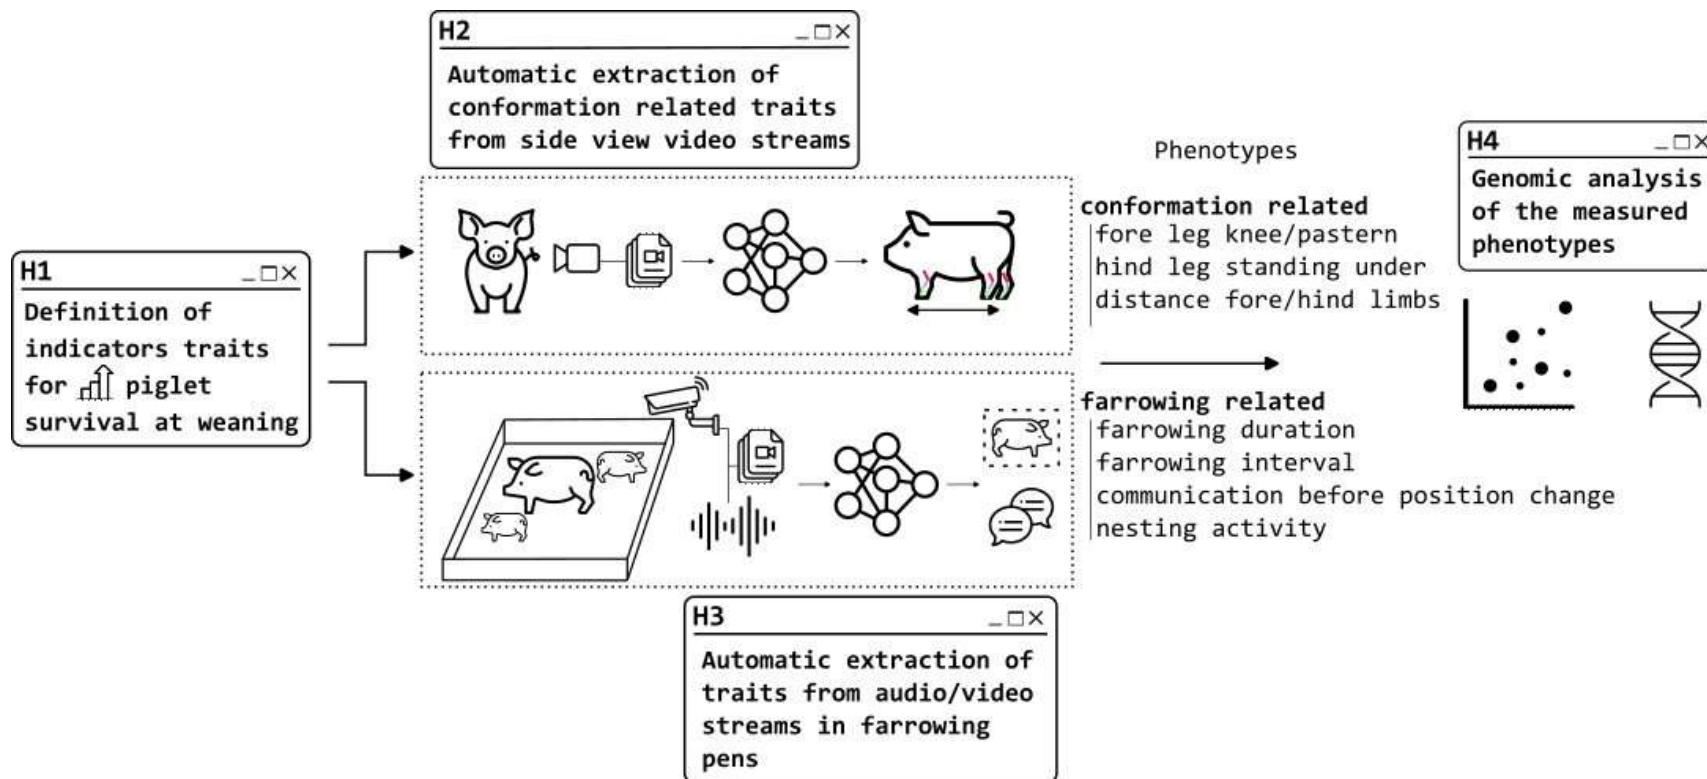 H2
Automatic extraction of
conformation related traits
from side view video streams
Phenotypes
H4
Genomic analysis
of the measured
phenotypes
conformation related
fore leg knee/pastern
hind leg standing under
distance fore/hind limbs
H1
Definition of
indicators traits
for piglet
survival at weaning
farrowing related
farrowing duration
farrowing interval
communication before position change
nesting activity
H3
Automatic extraction of
traits from audio/video
streams in farrowing
pens